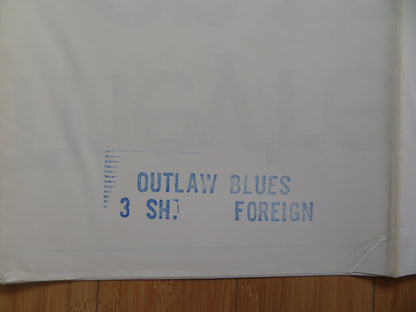 OUTLAW BLUES
3 SH. FOREIGN